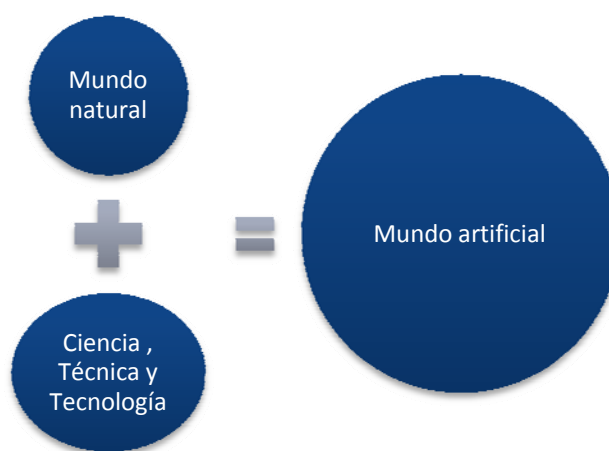 Mundo
natural
Mundo artificial
Ciencia ,
Técnica y
Tecnología